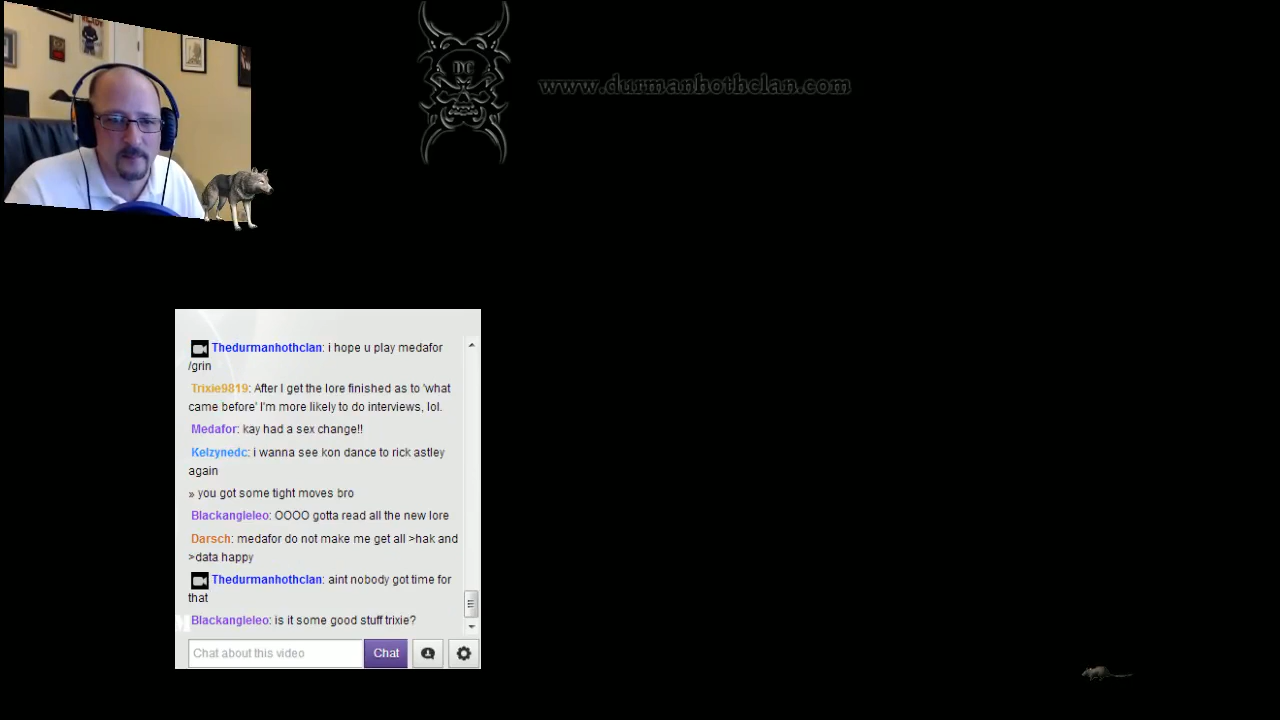 DC
www.durmanhothclan.com
Thedurmanhothclan: i hope u play medafor
/grin
Trixie9819: After I get the lore finished as to 'what
came before' I'm more likely to do interviews, lol.
Medafor: kay had a sex change!!
Kelzynedc: i wanna see kon dance to rick astley
again
» you got some tight moves bro
Blackangleleo: OOOO gotta read all the new lore
Darsch: medafor do not make me get all >hak and
>data happy
Thedurmanhothclan: aint nobody got time for
that
Blackangleleo: is it some good stuff trixie?
Chat about this video
Chat